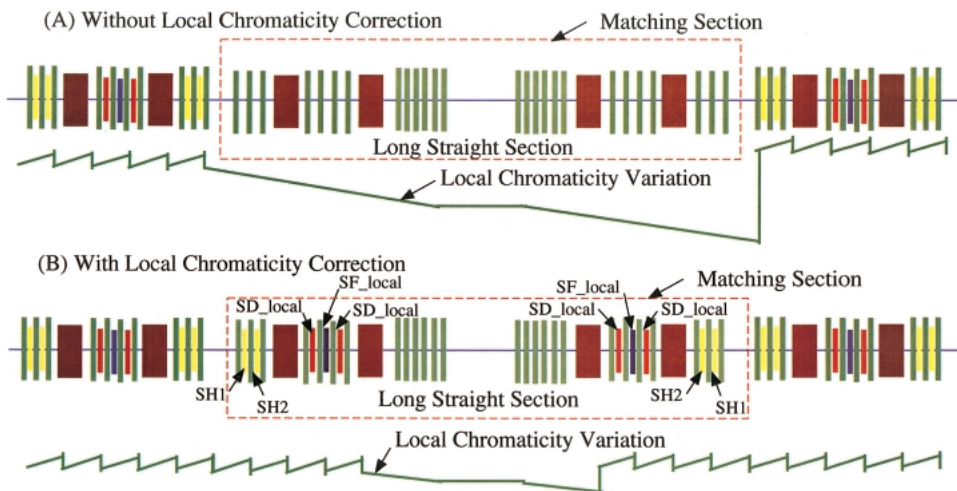 (A) Without Local Chromaticity Correction
Matching Section
Long Straight Section
Local Chromaticity Variation
(B) With Local Chromaticity Correction
Matching Section
SF_local
SD_local
SD_local
SF_local
SD_local
SD_local
SH1
SH2
Long Straight Section
SH2
SH1
Local Chromaticity Variation